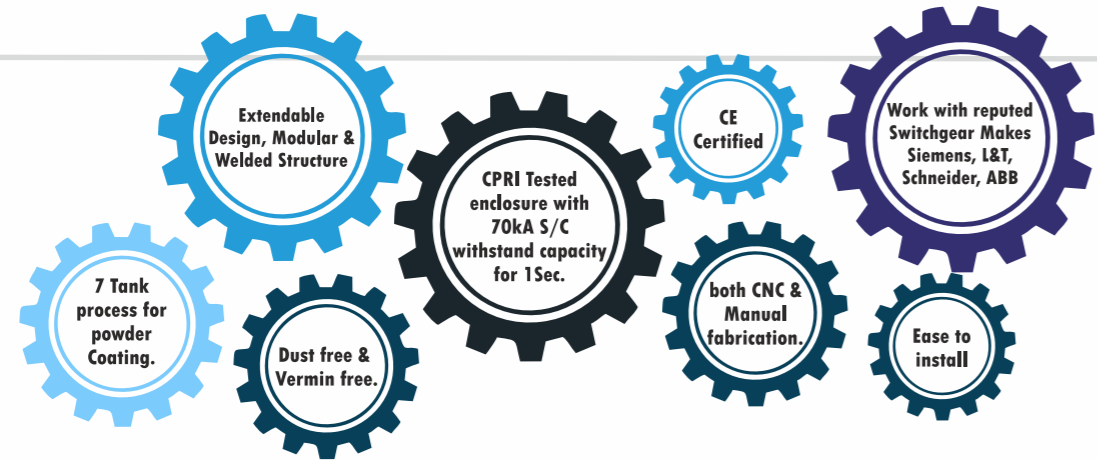 Extendable
Design, Modular &
Welded Structure
CPRI Tested
enclosure with
70kA S/C
withstand capacity
for 1Sec.
CE
Certified
Work with reputed
Switchgear Makes
Siemens, L&T,
Schneider, ABB
7 Tank
process for
powder
Coating.
Dust free &
Vermin free.
both CNC &
Manual
fabrication.
Ease to
install